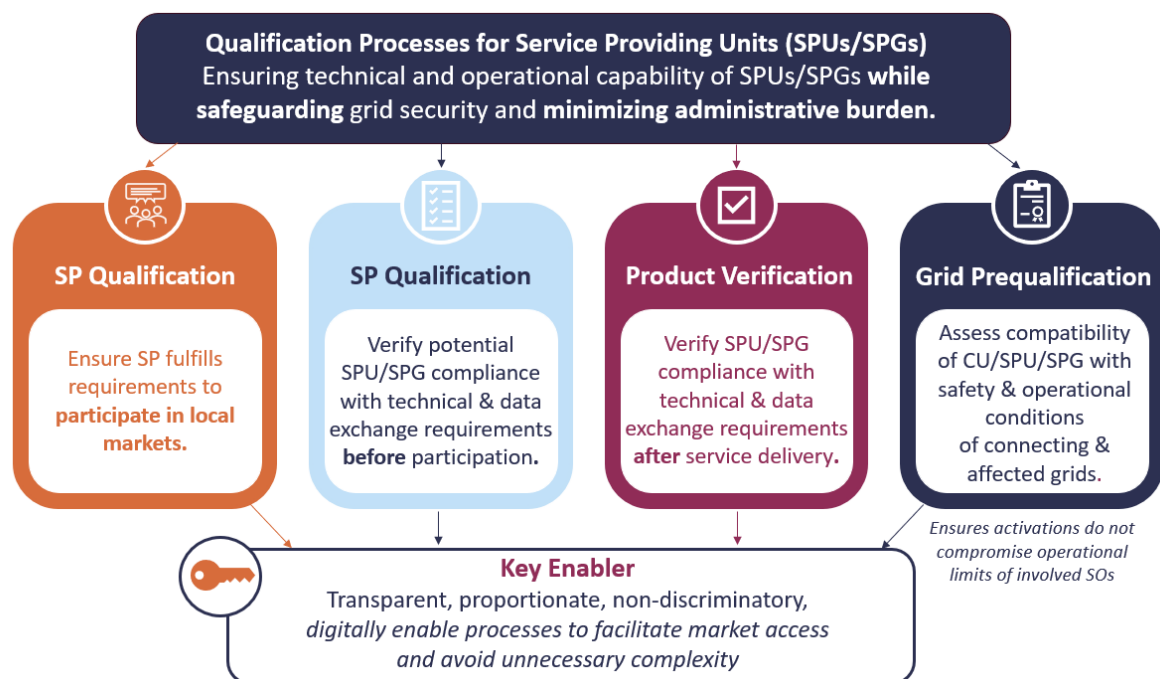 Qualification Processes for Service Providing Units (SPUs/SPGs)
Ensuring technical and operational capability of SPUs/SPGs while
safeguarding grid security and minimizing administrative burden.
SP Qualification
Ensure SP fulfills
requirements to
participate in local
markets.
SP Qualification
Verify potential
SPU/SPG compliance
with technical & data
exchange requirements
before participation.
Product Verification
Verify SPU/SPG
compliance with
technical & data
exchange requirements
after service delivery.
Grid Prequalification
Assess compatibility
of CU/SPU/SPG with
safety & operational
conditions
of connecting &
affected grids.
Ensures activations do not
compromise operational
limits of involved SOs
Key Enabler
Transparent, proportionate, non-discriminatory,
digitally enable processes to facilitate market access
and avoid unnecessary complexity